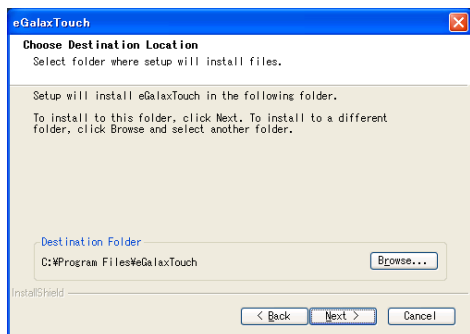 eGalaxTouch
Choose Destination Location
Select folder where setup will install files.
Setup will install eGalaxTouch in the following folder.
To install to this folder, click Next. To install to a different
folder, click Browse and select another folder.
Destination Folder
C:¥Program Files¥eGalaxTouch
Browse...
InstallShield
< Back
Next >
Cancel